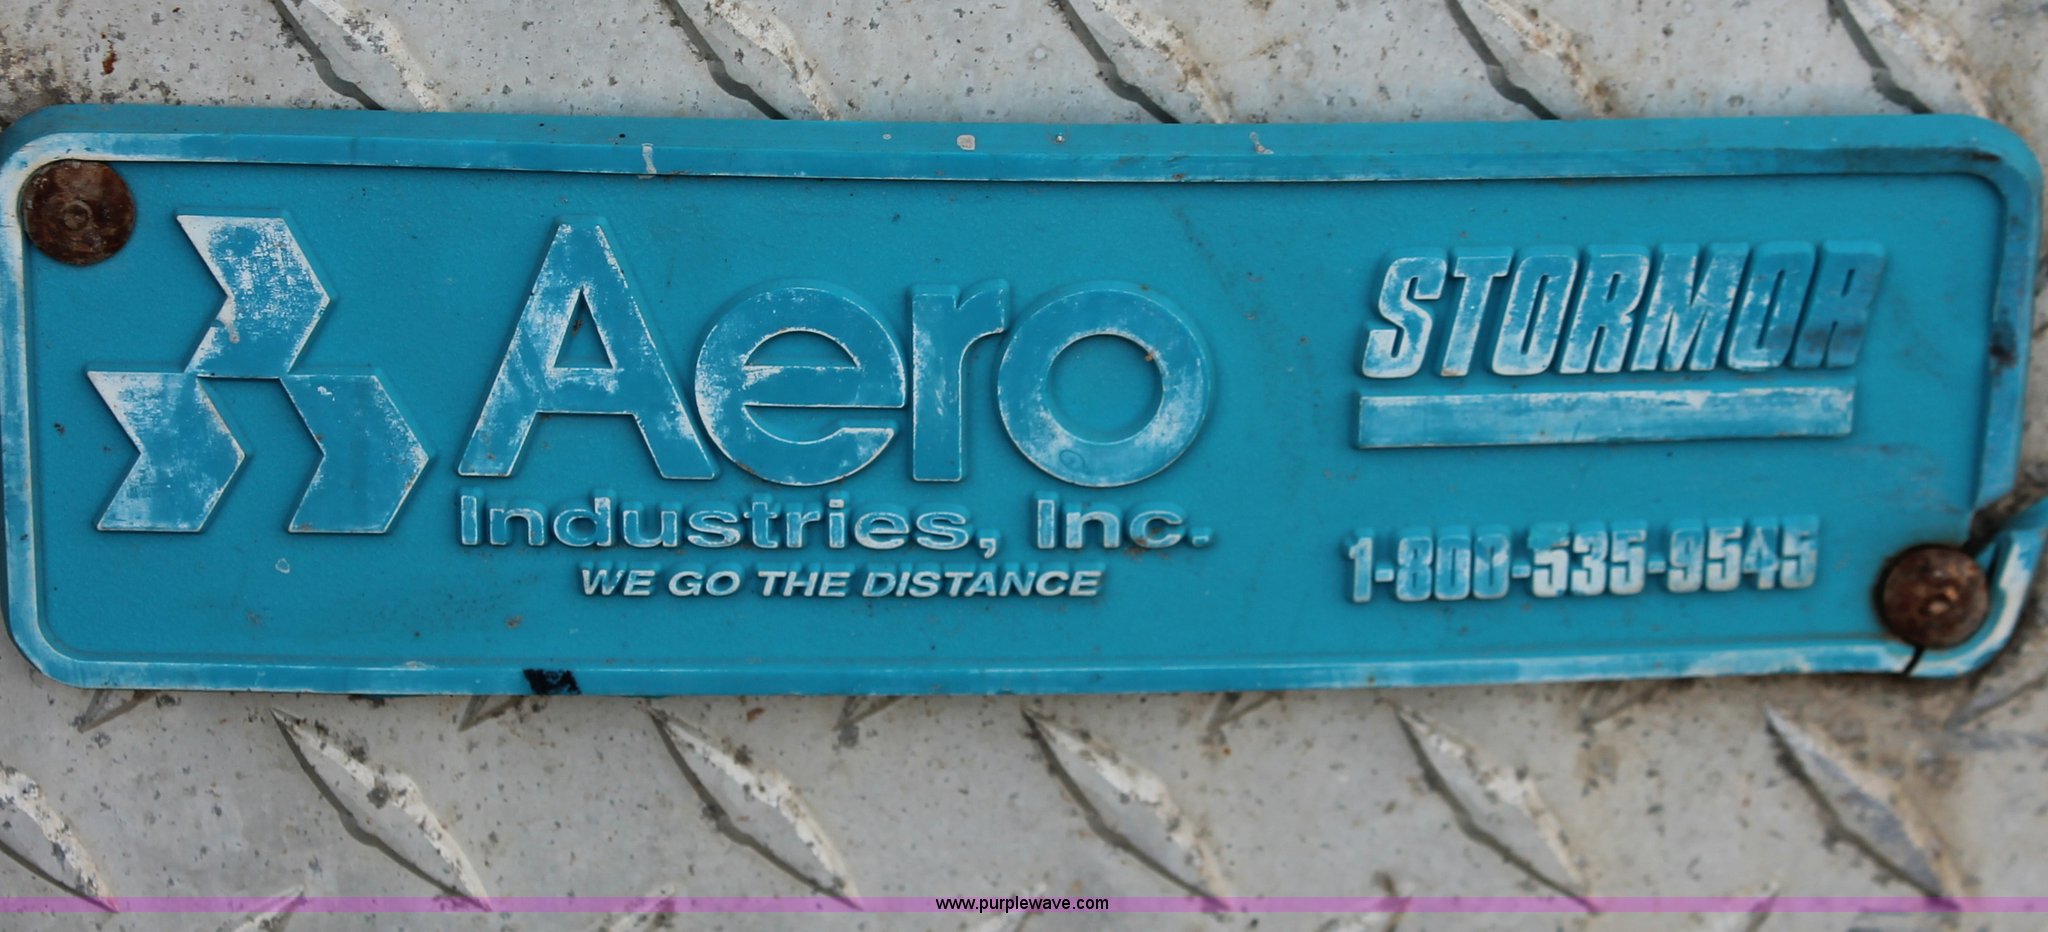 Aero
Industries, Inc.
WE GO THE DISTANCE
STORMOR
1-800-535-9545
www.purplewave.com